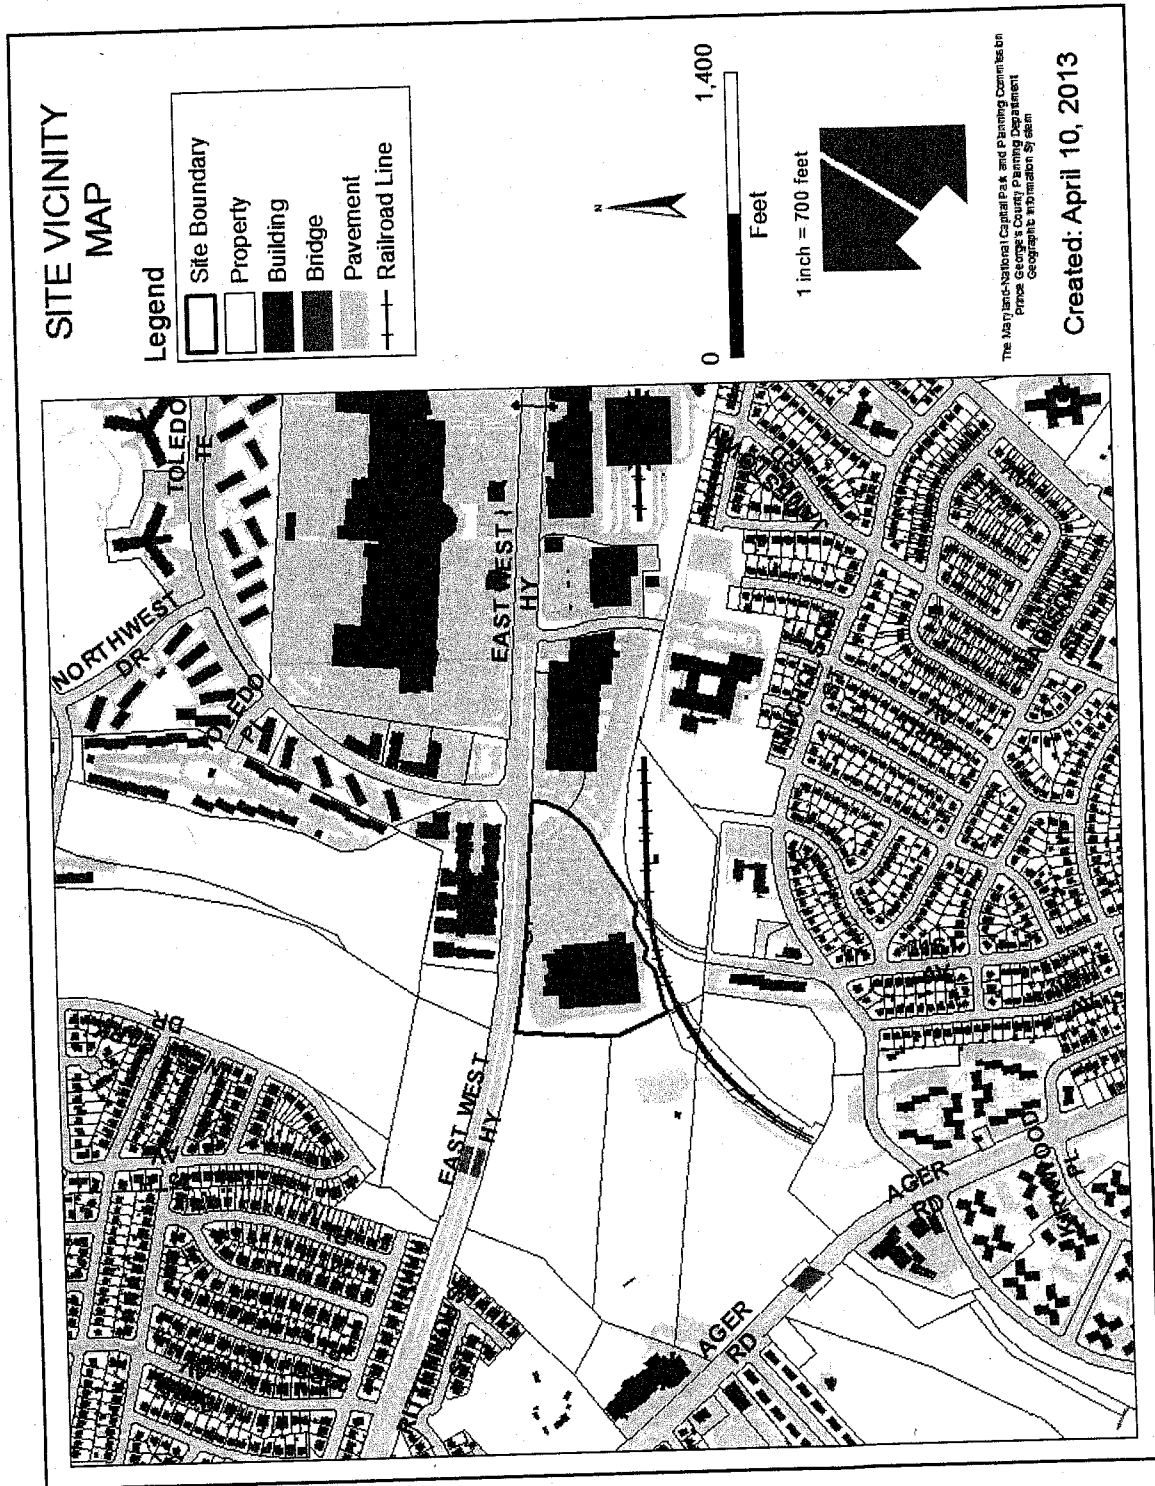 SITE VICINITY
MAP
Legend
Site Boundary
Property
Building
Bridge
Pavement
Railroad Line
N
0
1,400
Feet
1 inch = 700 feet
The Maryland-National Capital Park and Planning Commission
Prince George's County Planning Department
Geographic Information System
Created: April 10, 2013
TOLEDO
TE
NORTHWEST
DR
PL
EAST WEST
HY
EAST WEST
HY
DR
AGER
RD
AGER
RD
PL